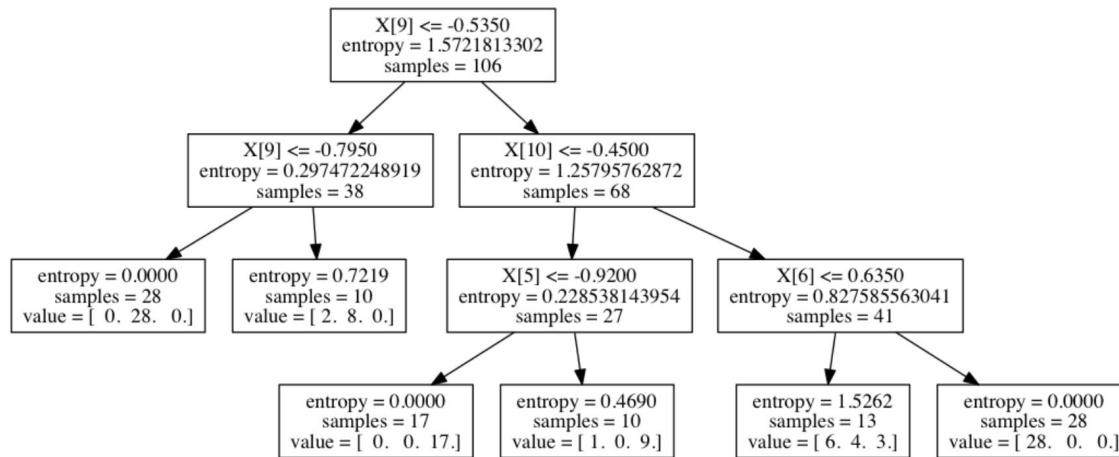 X[9] <= -0.5350
entropy = 1.5721813302
samples = 106
X[9] <= -0.7950
entropy = 0.297472248919
samples = 38
X[10] <= -0.4500
entropy = 1.25795762872
samples = 68
entropy = 0.0000
samples = 28
value = [ 0. 28. 0.]
entropy = 0.7219
samples = 10
value = [ 2. 8. 0.]
X[5] <= -0.9200
entropy = 0.228538143954
samples = 27
X[6] <= 0.6350
entropy = 0.827585563041
samples = 41
entropy = 0.0000
samples = 17
value = [ 0. 0. 17.]
entropy = 0.4690
samples = 10
value = [ 1. 0. 9.]
entropy = 1.5262
samples = 13
value = [ 6. 4. 3.]
entropy = 0.0000
samples = 28
value = [ 28. 0. 0.]